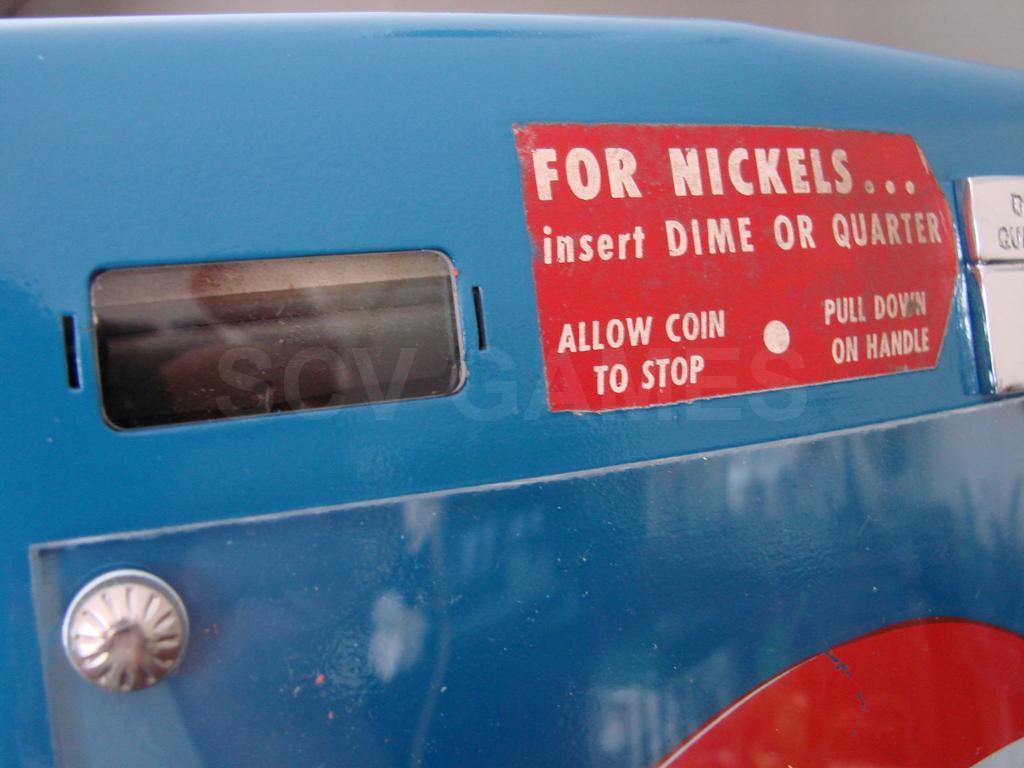 FOR NICKELS...
insert DIME OR QUARTER
ALLOW COIN
TO STOP
PULL DOWN
ON HANDLE
SCV GAMES